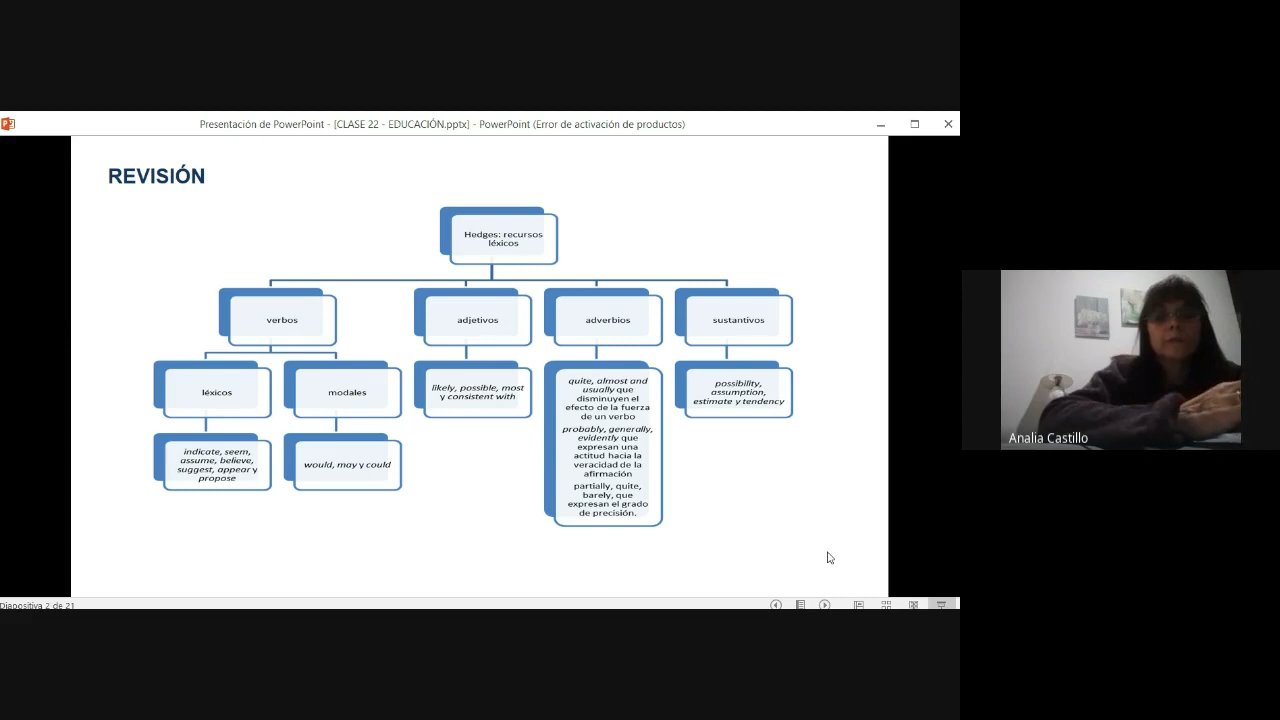 Presentación de PowerPoint - [CLASE 22 - EDUCACIÓN.pptx] - PowerPoint (Error de activación de productos)
REVISIÓN
Hedges: recursos
léxicos
verbos
adjetivos
adverbios
sustantivos
léxicos
modales
likely, possible, most
y consistent with
quite, almost and
usually que
disminuyen el
efecto de la fuerza
de un verbo
probably, generally,
evidently que
expresan una
actitud hacia la
veracidad de la
afirmación
partially, quite,
barely, que
expresan el grado
de precisión.
possibility,
assumption,
estimate y tendency
indicate, seem,
assume, believe,
suggest, appear y
propose
would, may y could
Analia Castillo
Diapositiva 2 de 21